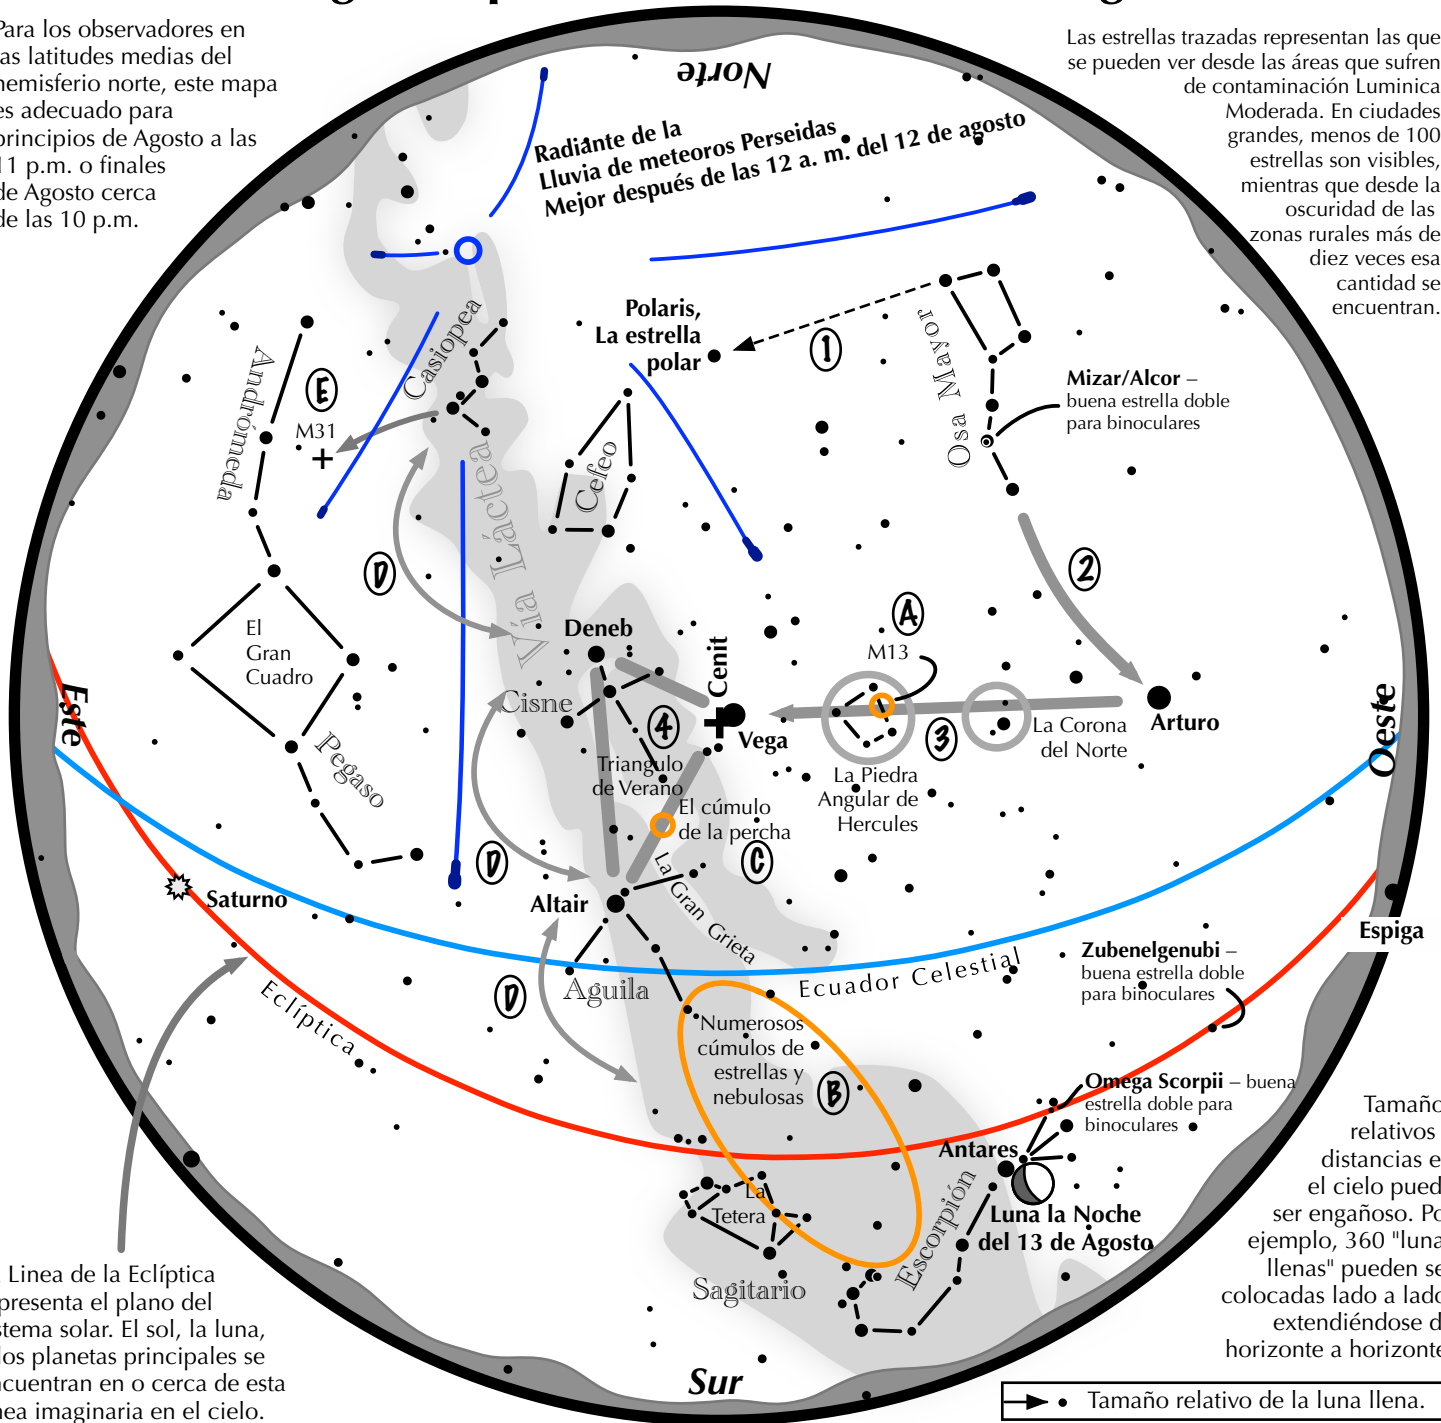 Para los observadores en
las latitudes medias del
hemisferio norte, este mapa
es adecuado para
principios de Agosto a las
11 p.m. o finales
de Agosto cerca
de las 10 p.m.
Las estrellas trazadas representan las que
se pueden ver desde las áreas que sufren
de contaminación Luminica
Moderada. En ciudades
grandes, menos de 100
estrellas son visibles,
mientras que desde la
oscuridad de las
zonas rurales más de
diez veces esa
cantidad se
encuentran.
Norte
Radiante de la
Lluvia de meteoros Perseidas
Mejor después de las 12 a. m. del 12 de agosto
Polaris,
La estrella
polar
1
Osa Mayor
Mizar/Alcor –
buena estrella doble
para binoculares
Casiopea
Andrómeda
E
M31
Cefeo
Vía Láctea
D
2
El
Gran
Cuadro
Deneb
Cenit
A
M13
Este
Cisne
4
Vega
3
La Corona
del Norte
Arturo
Oeste
Pegaso
Triangulo
de Verano
La Piedra
Angular de
Hercules
El cúmulo
de la percha
C
D
Saturno
Altair
La Gran Grieta
Espiga
Aguila
D
Ecuador Celestial
Zubenelgenubi –
buena estrella doble
para binoculares
Eclíptica
Numerosos
cúmulos de
estrellas y
nebulosas
B
Omega Scorpii – buena
estrella doble para
binoculares
Antares
La
Tetera
Escorpión
Luna la Noche
del 13 de Agosto
Sagitario
Tamaño
relativos
distancias e
el cielo pued
ser engañoso. Po
ejemplo, 360 "luna
llenas" pueden se
colocadas lado a lado
extendiéndose d
horizonte a horizonte
Linea de la Eclíptica
presenta el plano del
stema solar. El sol, la luna,
los planetas principales se
ncuentran en o cerca de esta
nea imaginaria en el cielo.
Sur
Tamaño relativo de la luna llena.